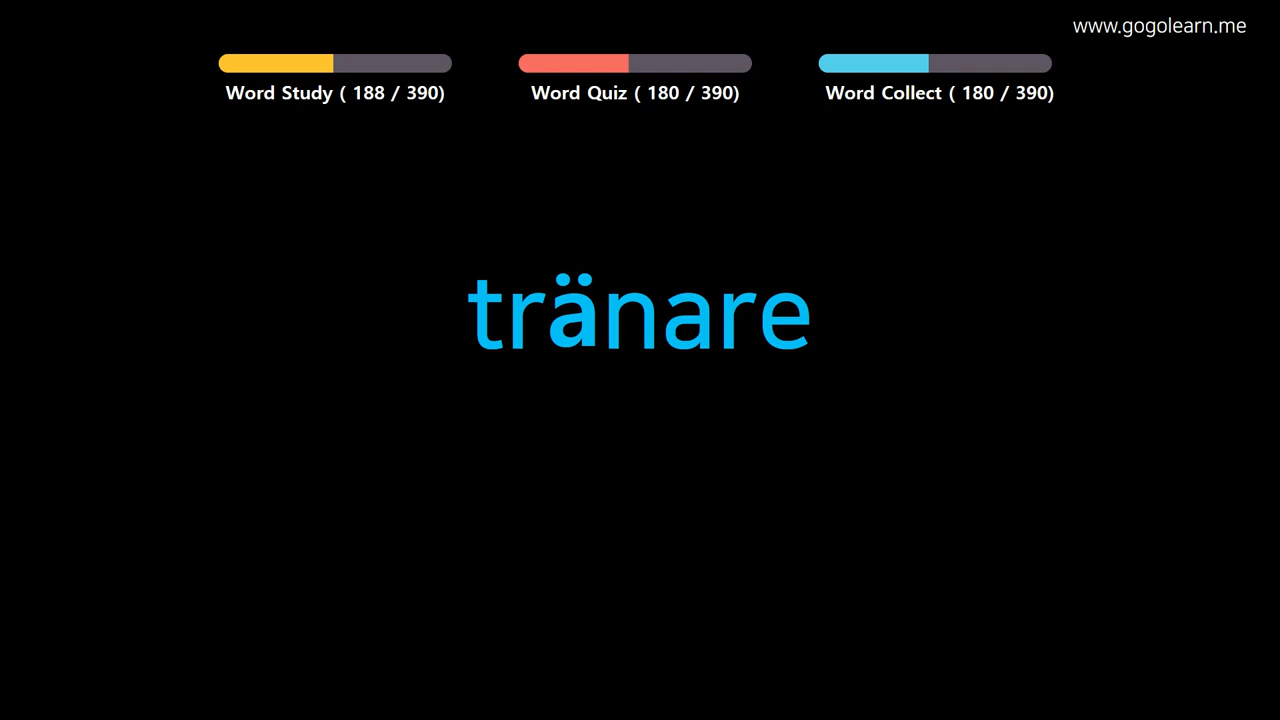 www.gogolearn.me
Word Study ( 188 / 390)
Word Quiz ( 180 / 390)
Word Collect ( 180 / 390)
tränare